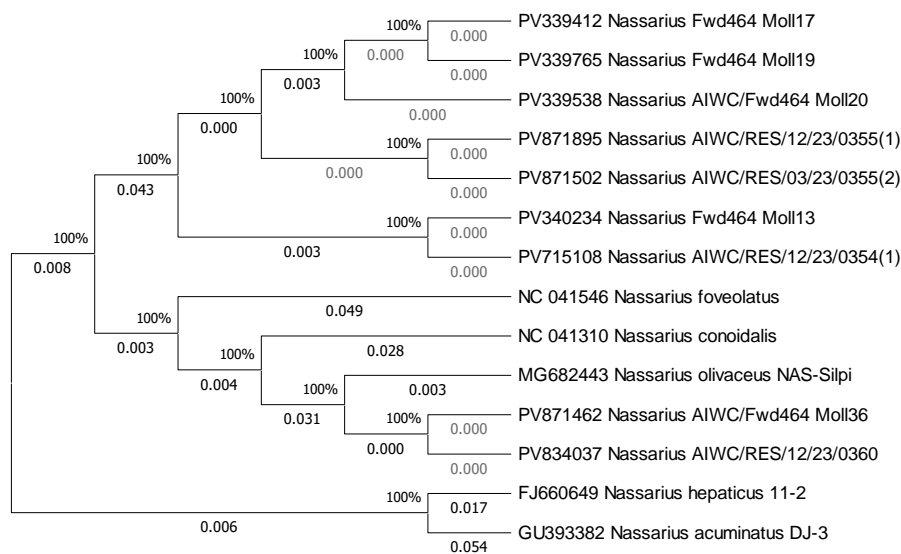 100%
PV339412 Nassarius Fwd464 Moll17
0.000
100%
0.000
PV339765 Nassarius Fwd464 Moll19
0.000
100%
0.003
PV339538 Nassarius AIWC/Fwd464 Moll20
0.000
100%
0.000
100%
PV871895 Nassarius AIWC/RES/12/23/0355(1)
0.000
0.000
PV871502 Nassarius AIWC/RES/03/23/0355(2)
0.000
100%
0.043
100%
PV340234 Nassarius Fwd464 Moll13
0.000
0.003
PV715108 Nassarius AIWC/RES/12/23/0354(1)
0.000
100%
0.008
NC 041546 Nassarius foveolatus
0.049
100%
0.003
NC 041310 Nassarius conoidalis
0.028
100%
0.004
MG682443 Nassarius olivaceus NAS-Silpi
0.003
100%
0.031
100%
PV871462 Nassarius AIWC/Fwd464 Moll36
0.000
0.000
PV834037 Nassarius AIWC/RES/12/23/0360
0.000
100%
FJ660649 Nassarius hepaticus 11-2
0.017
0.006
GU393382 Nassarius acuminatus DJ-3
0.054